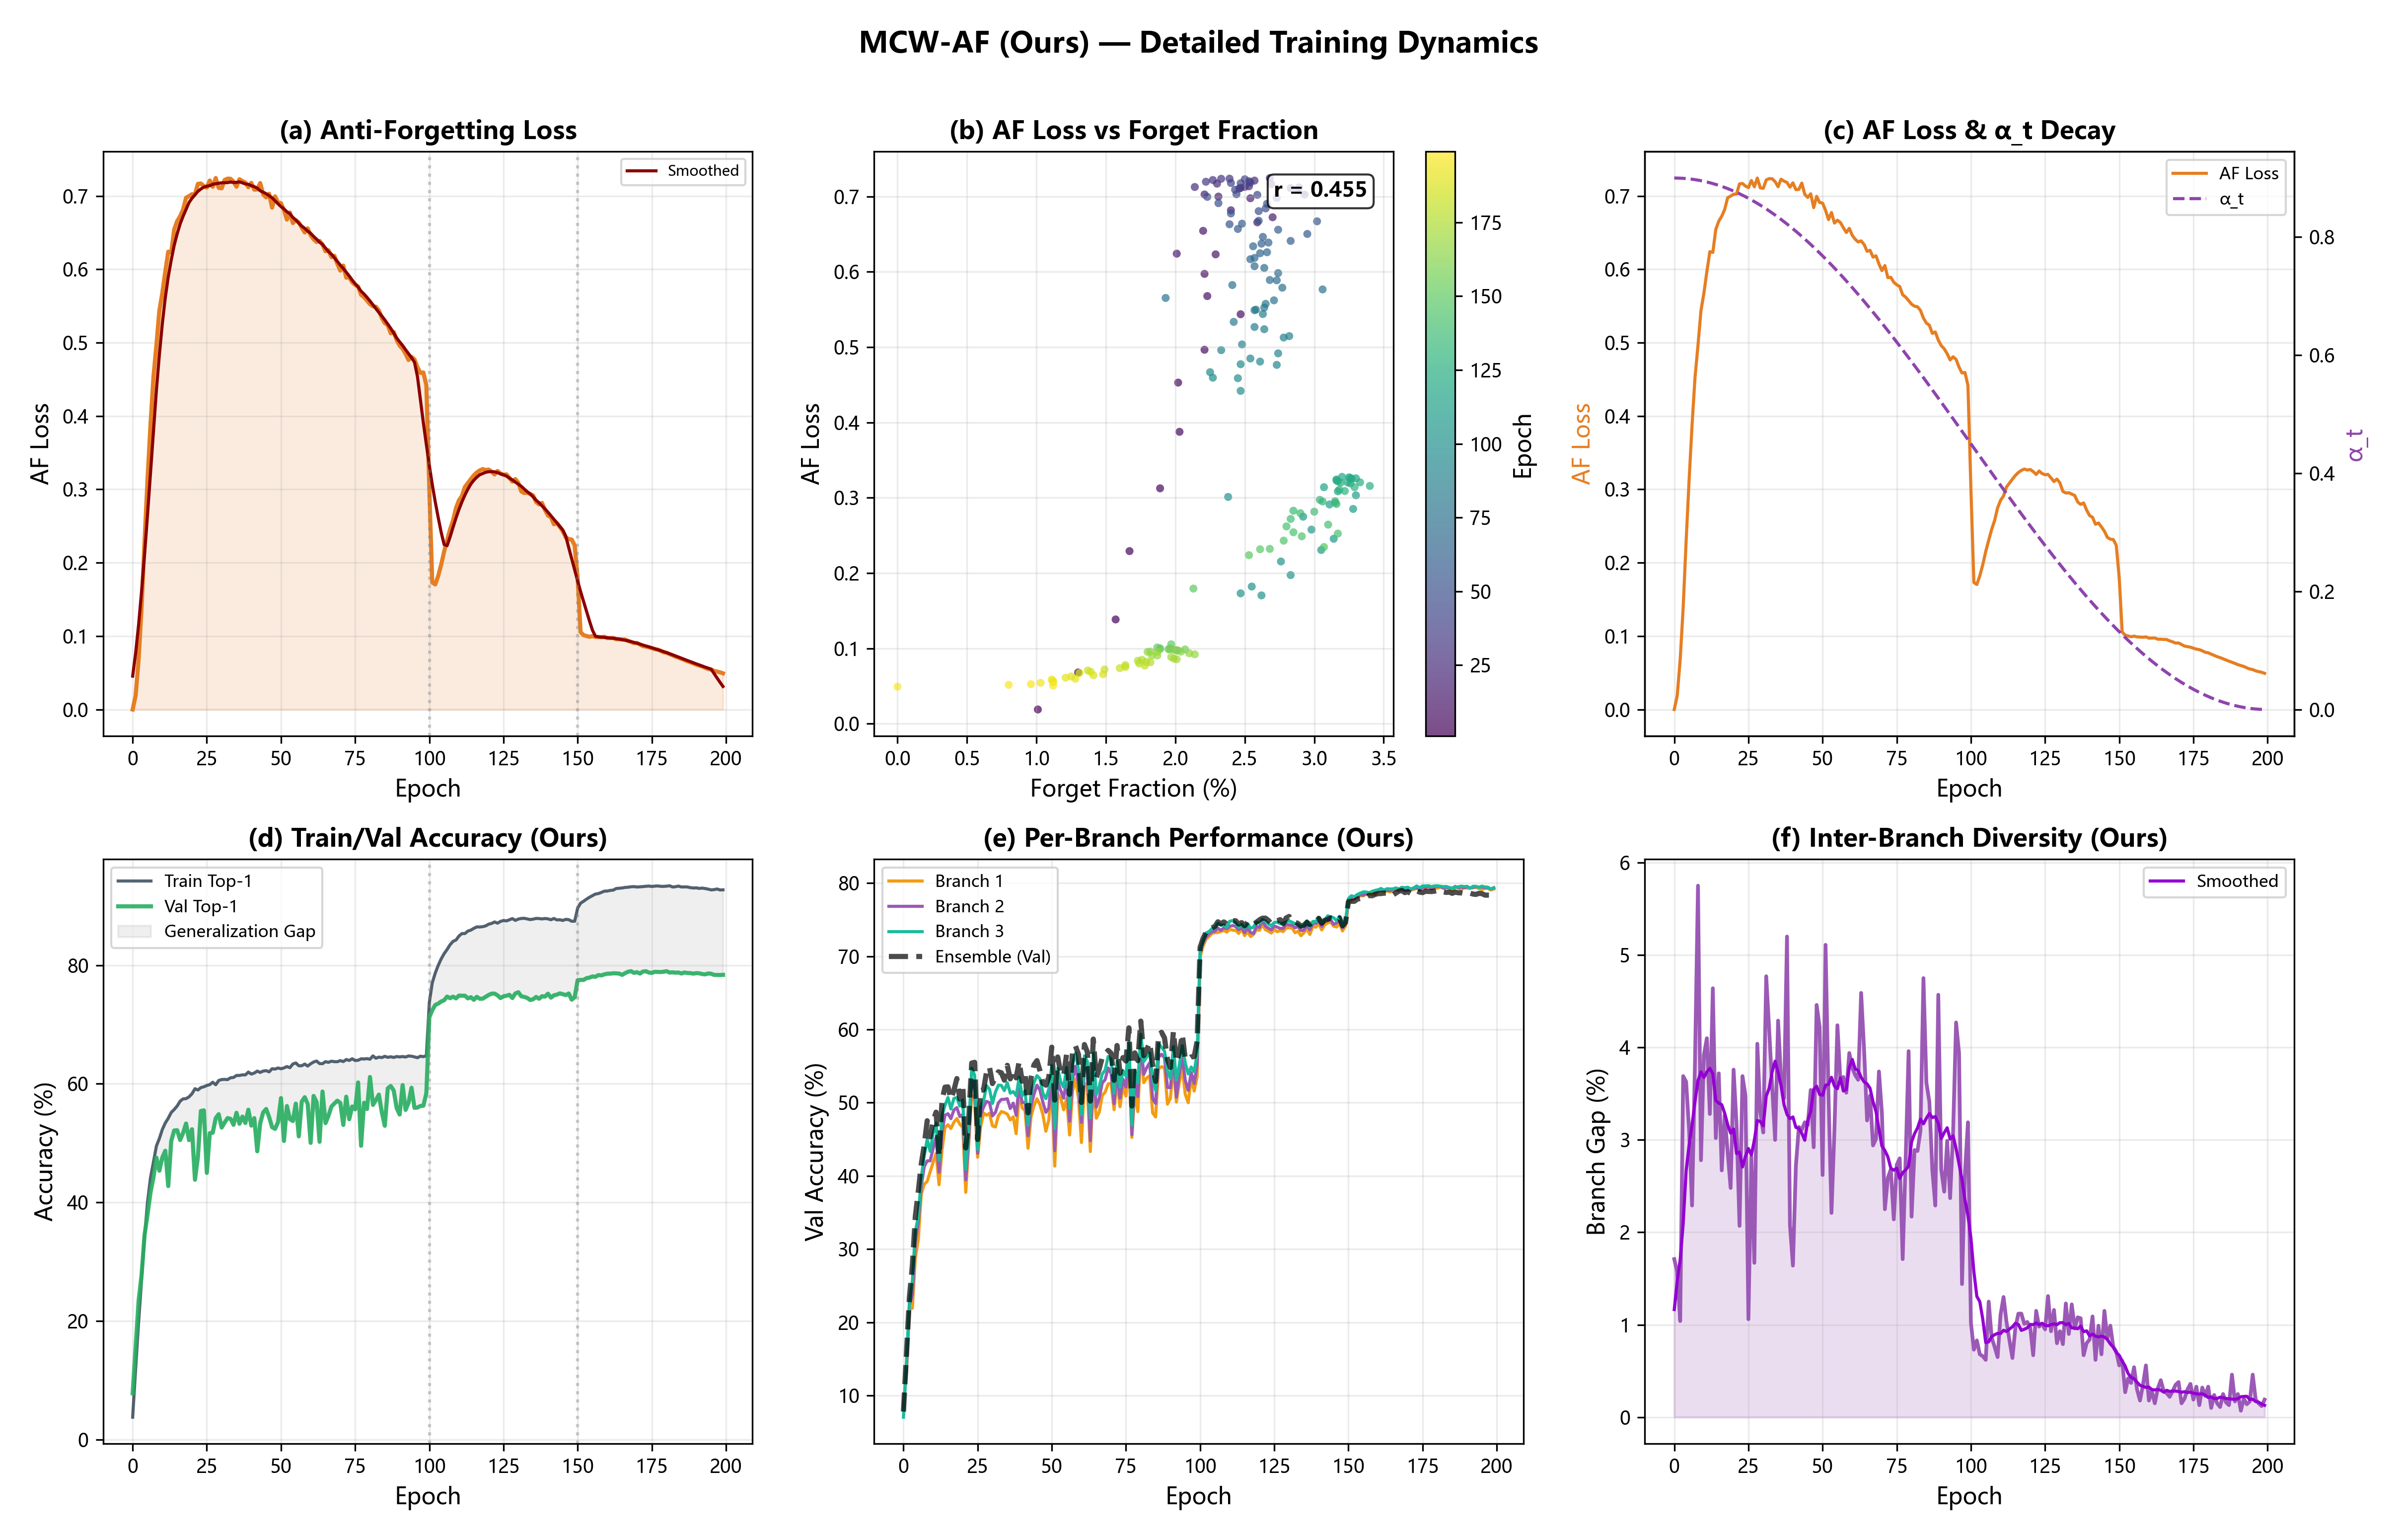 MCW-AF (Ours) — Detailed Training Dynamics
(a) Anti-Forgetting Loss
Smoothed
AF Loss
0.7
0.6
0.5
0.4
0.3
0.2
0.1
0.0
0 25 50 75 100 125 150 175 200
Epoch
(b) AF Loss vs Forget Fraction
r = 0.455
AF Loss
0.7
0.6
0.5
0.4
0.3
0.2
0.1
0.0
0.0 0.5 1.0 1.5 2.0 2.5 3.0 3.5
Forget Fraction (%)
175
150
125
100
75
50
25
Epoch
(c) AF Loss & α_t Decay
AF Loss
α_t
AF Loss
0.7
0.6
0.5
0.4
0.3
0.2
0.1
0.0
0.8
0.6
0.4
0.2
0.0
α_t
0 25 50 75 100 125 150 175 200
Epoch
(d) Train/Val Accuracy (Ours)
Train Top-1
Val Top-1
Generalization Gap
Accuracy (%)
80
60
40
20
0
0 25 50 75 100 125 150 175 200
Epoch
(e) Per-Branch Performance (Ours)
Branch 1
Branch 2
Branch 3
Ensemble (Val)
Val Accuracy (%)
80
70
60
50
40
30
20
10
0 25 50 75 100 125 150 175 200
Epoch
(f) Inter-Branch Diversity (Ours)
Smoothed
Branch Gap (%)
6
5
4
3
2
1
0
0 25 50 75 100 125 150 175 200
Epoch